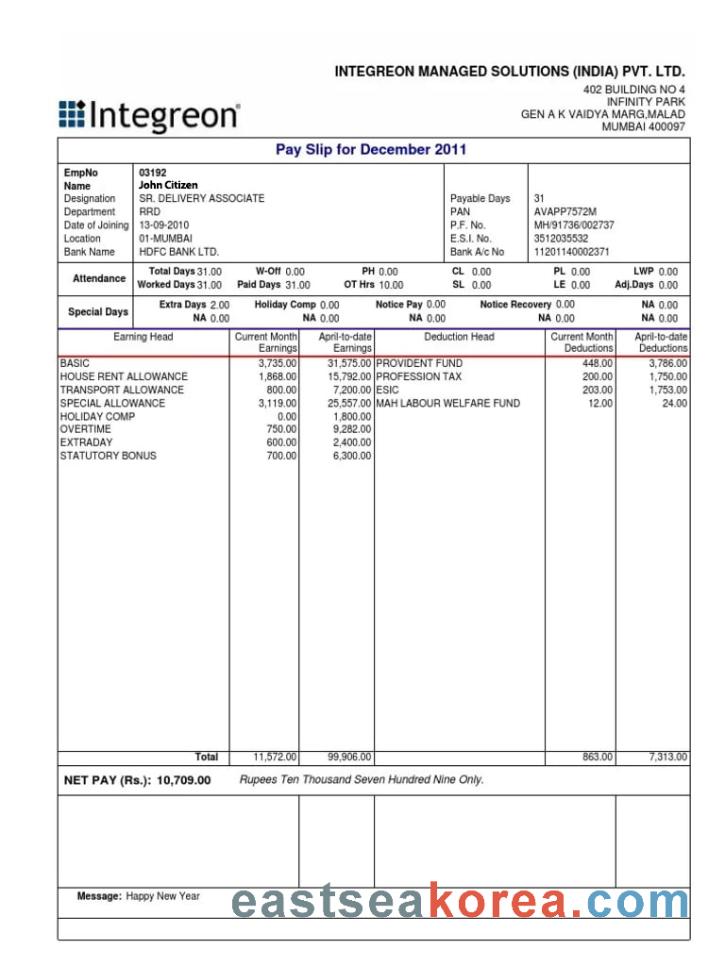 INTEGREON MANAGED SOLUTIONS (INDIA) PVT. LTD.
402 BUILDING NO 4
INFINITY PARK
GEN A K VAIDYA MARG,MALAD
MUMBAI 400097
Integreon
Pay Slip for December 2011
EmpNo 03192
Name John Citizen
Designation SR. DELIVERY ASSOCIATE Payable Days 31
Department RRD PAN AVAPP7572M
Date of Joining 13-09-2010 P.F. No. MH/91736/002737
Location 01-MUMBAI E.S.I. No. 3512035532
Bank Name HDFC BANK LTD. Bank A/c No 11201140002371
Attendance Total Days 31.00 W-Off 0.00 PH 0.00 CL 0.00 PL 0.00 LWP 0.00
Worked Days 31.00 Paid Days 31.00 OT Hrs 10.00 SL 0.00 LE 0.00 Adj.Days 0.00
Special Days Extra Days 2.00 Holiday Comp 0.00 Notice Pay 0.00 Notice Recovery 0.00 NA 0.00
NA 0.00 NA 0.00 NA 0.00 NA 0.00 NA 0.00
Earning Head Current Month April-to-date Deduction Head Current Month April-to-date
Earnings Earnings Deductions Deductions
BASIC 3,735.00 31,575.00 PROVIDENT FUND 448.00 3,786.00
HOUSE RENT ALLOWANCE 1,868.00 15,792.00 PROFESSION TAX 200.00 1,750.00
TRANSPORT ALLOWANCE 800.00 7,200.00 ESIC 203.00 1,753.00
SPECIAL ALLOWANCE 3,119.00 25,557.00 MAH LABOUR WELFARE FUND 12.00 24.00
HOLIDAY COMP 0.00 1,800.00
OVERTIME 750.00 9,282.00
EXTRADAY 600.00 2,400.00
STATUTORY BONUS 700.00 6,300.00
Total 11,572.00 99,906.00 863.00 7,313.00
NET PAY (Rs.): 10,709.00 Rupees Ten Thousand Seven Hundred Nine Only.
Message: Happy New Year
eastseakorea.com